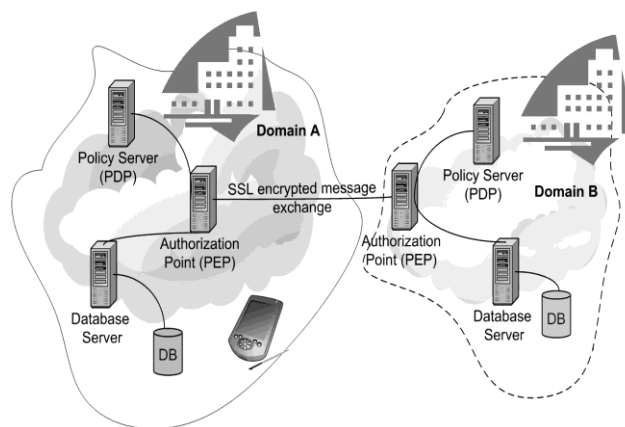 Domain A
Policy Server
(PDP)
SSL encrypted message
exchange
Authorization
Point (PEP)
Database
Server
DB
Policy Server
(PDP)
Domain B
Authorization
Point (PEP)
Database
Server
DB